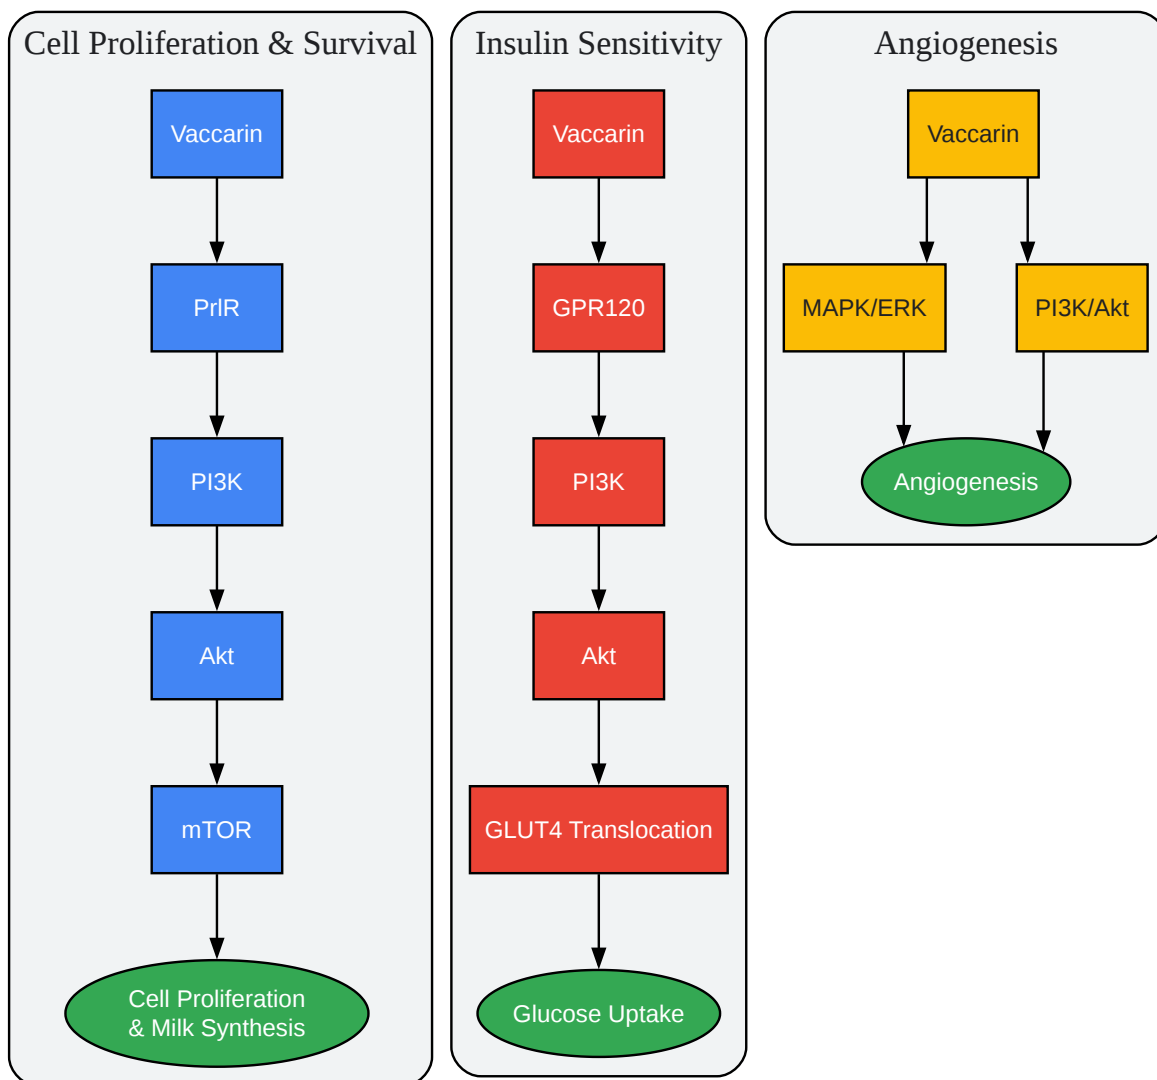 Cell Proliferation & Survival
Vaccarin
PrlR
PI3K
Akt
mTOR
Cell Proliferation
& Milk Synthesis
Insulin Sensitivity
Vaccarin
GPR120
PI3K
Akt
GLUT4 Translocation
Glucose Uptake
Angiogenesis
Vaccarin
MAPK/ERK
PI3K/Akt
Angiogenesis